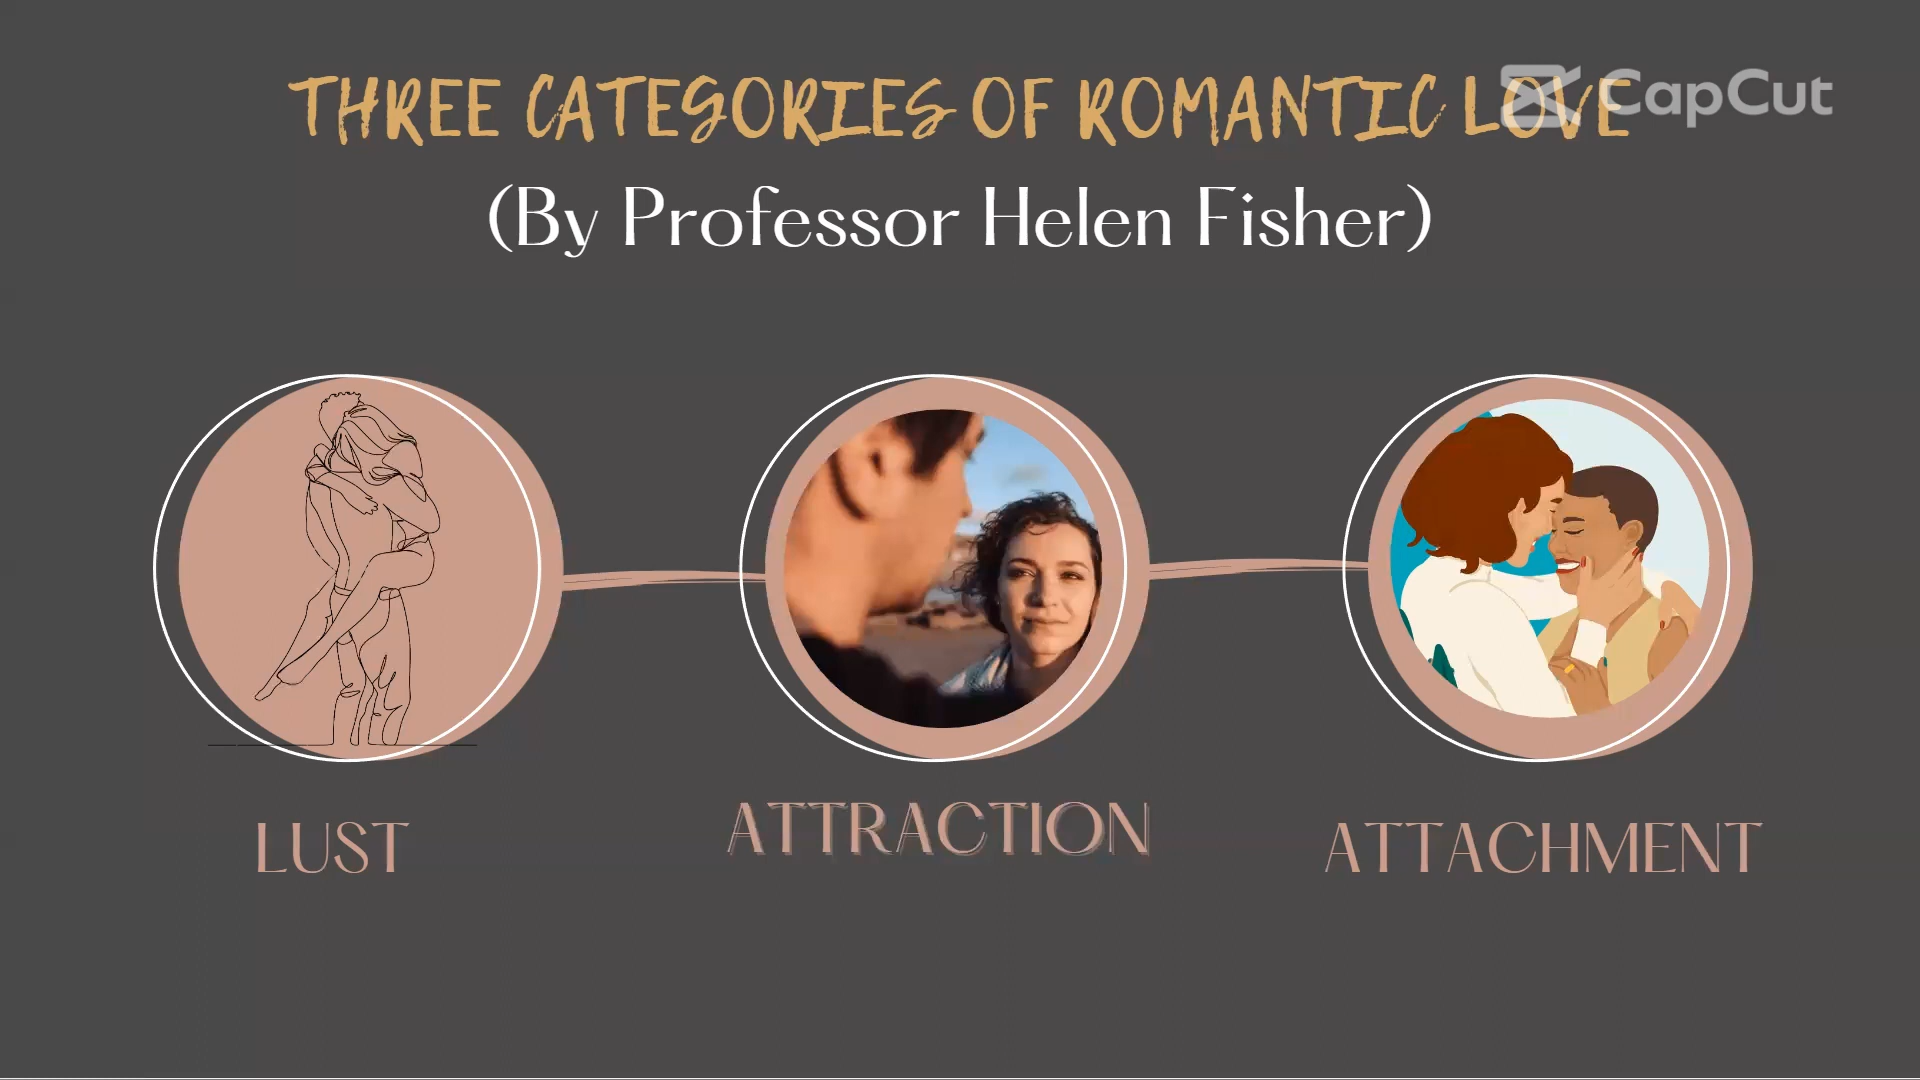 THREE CATEGORIES OF ROMANTIC LOVE
CapCut
(By Professor Helen Fisher)
LUST
ATTRACTION
ATTACHMENT